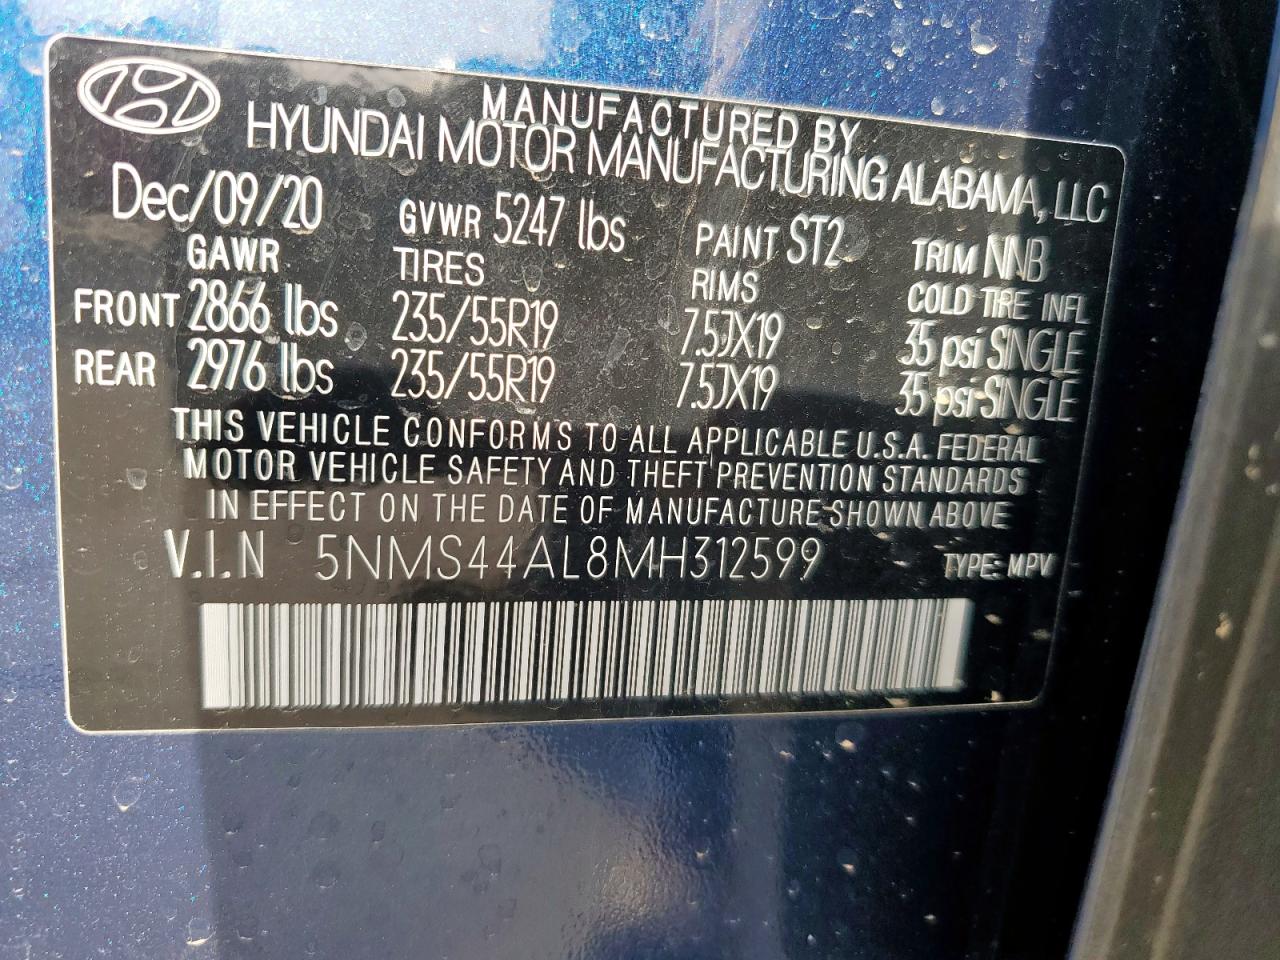 MANUFACTURED BY
HYUNDAI MOTOR MANUFACTURING ALABAMA, LLC
Dec/09/20 GVWR 5247 lbs PAINT ST2 TRIM NNB
GAWR TIRES RIMS COLD TIRE INFL
FRONT 2866 lbs 235/55R19 7.5JX19 35 psi SINGLE
REAR 2976 lbs 235/55R19 7.5JX19 35 psi SINGLE
THIS VEHICLE CONFORMS TO ALL APPLICABLE U.S.A. FEDERAL
MOTOR VEHICLE SAFETY AND THEFT PREVENTION STANDARDS
IN EFFECT ON THE DATE OF MANUFACTURE SHOWN ABOVE
V.I.N 5NMS44AL8MH312599 TYPE: MPV